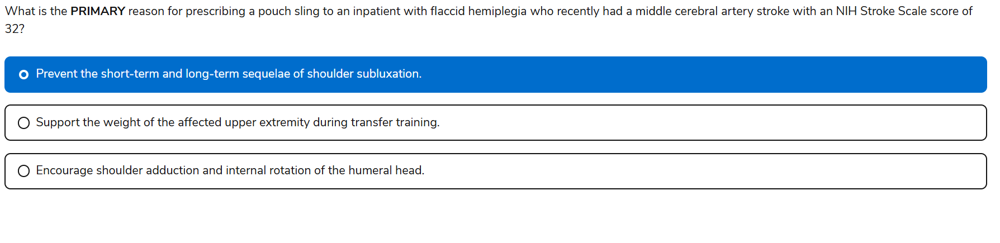 What is the PRIMARY reason for prescribing a pouch sling to an inpatient with flaccid hemiplegia who recently had a middle cerebral artery stroke with an NIH Stroke Scale score of
32?
Prevent the short-term and long-term sequelae of shoulder subluxation.
Support the weight of the affected upper extremity during transfer training.
Encourage shoulder adduction and internal rotation of the humeral head.